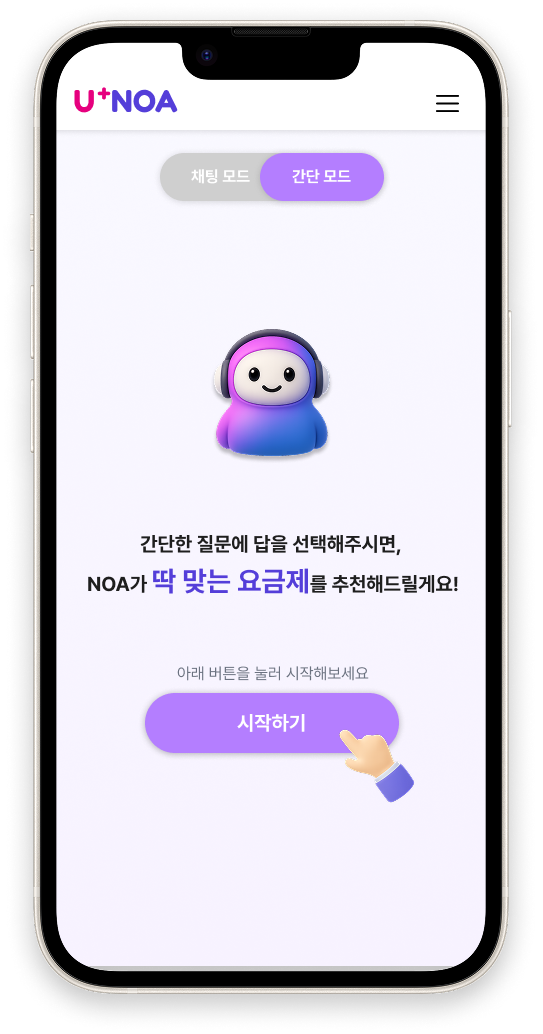 U+NOA
채팅 모드
간단 모드
간단한 질문에 답을 선택해주시면,
NOA가 딱 맞는 요금제를 추천해드릴게요!
아래 버튼을 눌러 시작해보세요
시작하기